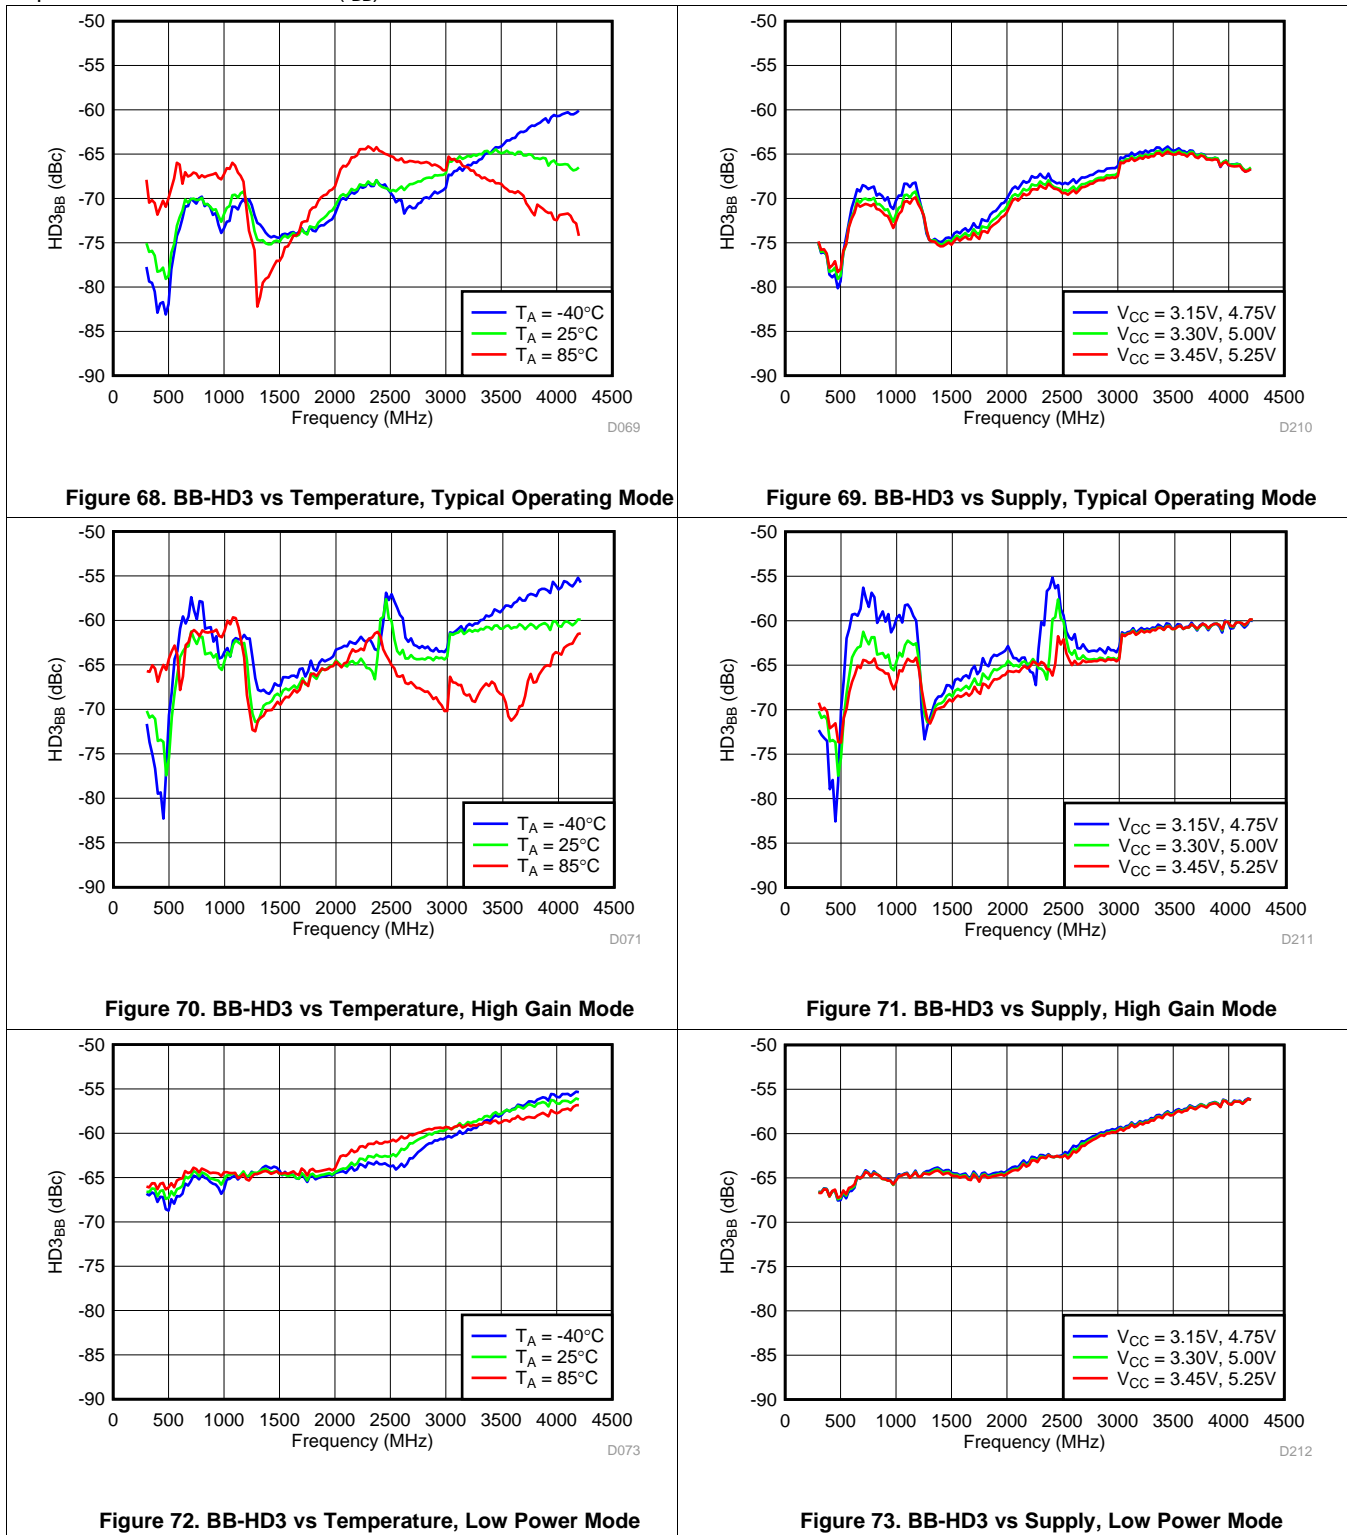 -50
-55
-60
-65
-70
-75
-80
-85
-90
HD3BB (dBc)
TA = -40°C
TA = 25°C
TA = 85°C
0 500 1000 1500 2000 2500 3000 3500 4000 4500
Frequency (MHz)
D069
Figure 68. BB-HD3 vs Temperature, Typical Operating Mode
-50
-55
-60
-65
-70
-75
-80
-85
-90
HD3BB (dBc)
VCC = 3.15V, 4.75V
VCC = 3.30V, 5.00V
VCC = 3.45V, 5.25V
0 500 1000 1500 2000 2500 3000 3500 4000 4500
Frequency (MHz)
D210
Figure 69. BB-HD3 vs Supply, Typical Operating Mode
-50
-55
-60
-65
-70
-75
-80
-85
-90
HD3BB (dBc)
TA = -40°C
TA = 25°C
TA = 85°C
0 500 1000 1500 2000 2500 3000 3500 4000 4500
Frequency (MHz)
D071
Figure 70. BB-HD3 vs Temperature, High Gain Mode
-50
-55
-60
-65
-70
-75
-80
-85
-90
HD3BB (dBc)
VCC = 3.15V, 4.75V
VCC = 3.30V, 5.00V
VCC = 3.45V, 5.25V
0 500 1000 1500 2000 2500 3000 3500 4000 4500
Frequency (MHz)
D211
Figure 71. BB-HD3 vs Supply, High Gain Mode
-50
-55
-60
-65
-70
-75
-80
-85
-90
HD3BB (dBc)
TA = -40°C
TA = 25°C
TA = 85°C
0 500 1000 1500 2000 2500 3000 3500 4000 4500
Frequency (MHz)
D073
Figure 72. BB-HD3 vs Temperature, Low Power Mode
-50
-55
-60
-65
-70
-75
-80
-85
-90
HD3BB (dBc)
VCC = 3.15V, 4.75V
VCC = 3.30V, 5.00V
VCC = 3.45V, 5.25V
0 500 1000 1500 2000 2500 3000 3500 4000 4500
Frequency (MHz)
D212
Figure 73. BB-HD3 vs Supply, Low Power Mode